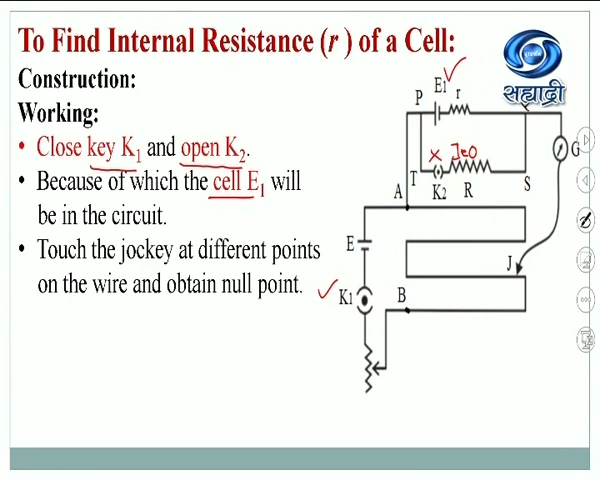 To Find Internal Resistance (r ) of a Cell:
Construction:
Working:
• Close key K1 and open K2.
• Because of which the cell E1 will
be in the circuit.
• Touch the jockey at different points
on the wire and obtain null point.
सह्याद्री
E1
P
r
G
X I=0
T
K2
R
S
A
E
J
K1
B